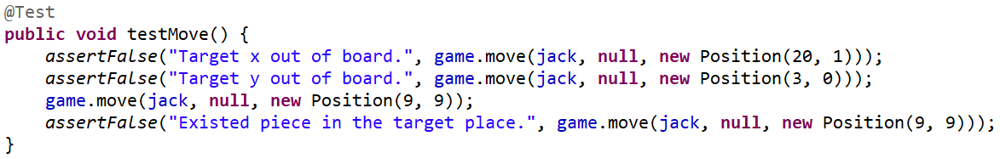 @Test
public void testMove() {
    assertFalse("Target x out of board.", game.move(jack, null, new Position(20, 1)));
    assertFalse("Target y out of board.", game.move(jack, null, new Position(3, 0)));
    game.move(jack, null, new Position(9, 9));
    assertFalse("Existed piece in the target place.", game.move(jack, null, new Position(9, 9)));
}